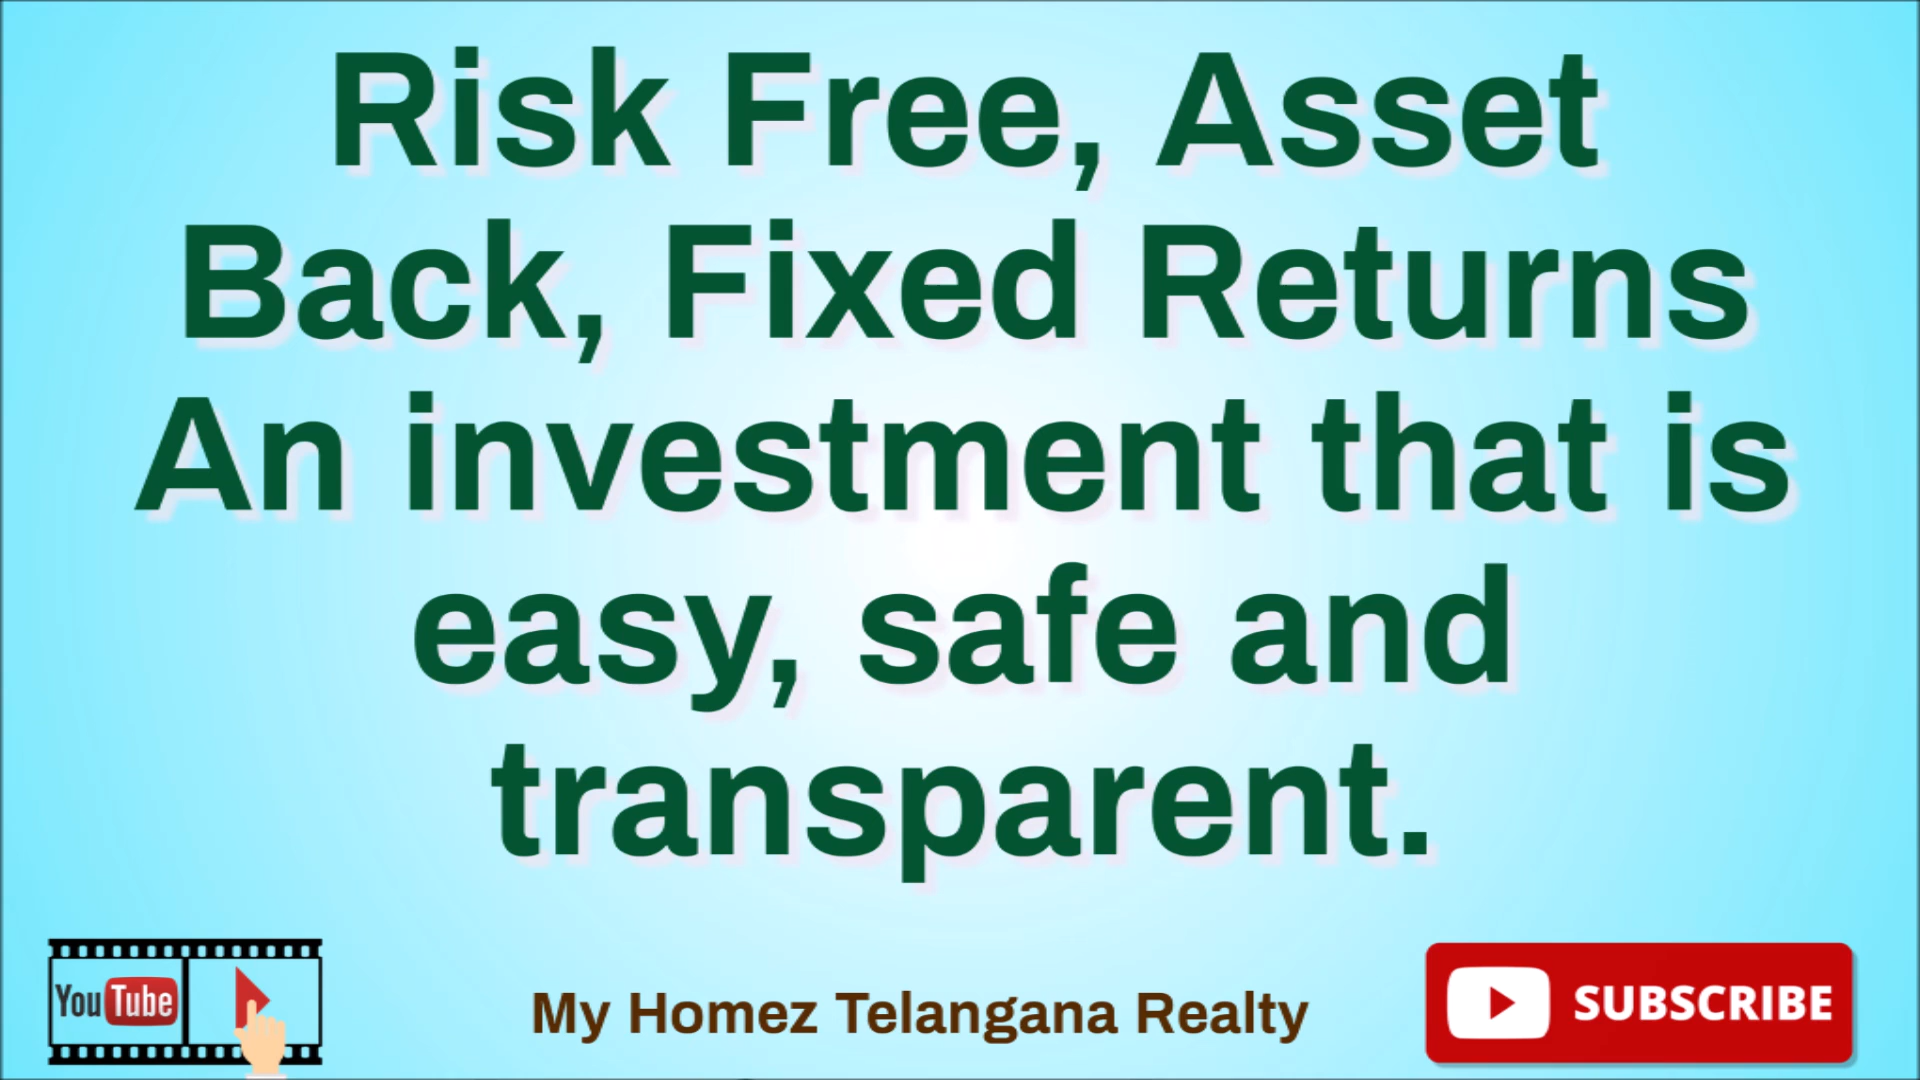 Risk Free, Asset
Back, Fixed Returns
An investment that is
easy, safe and
transparent.
YouTube
My Homez Telangana Realty
SUBSCRIBE